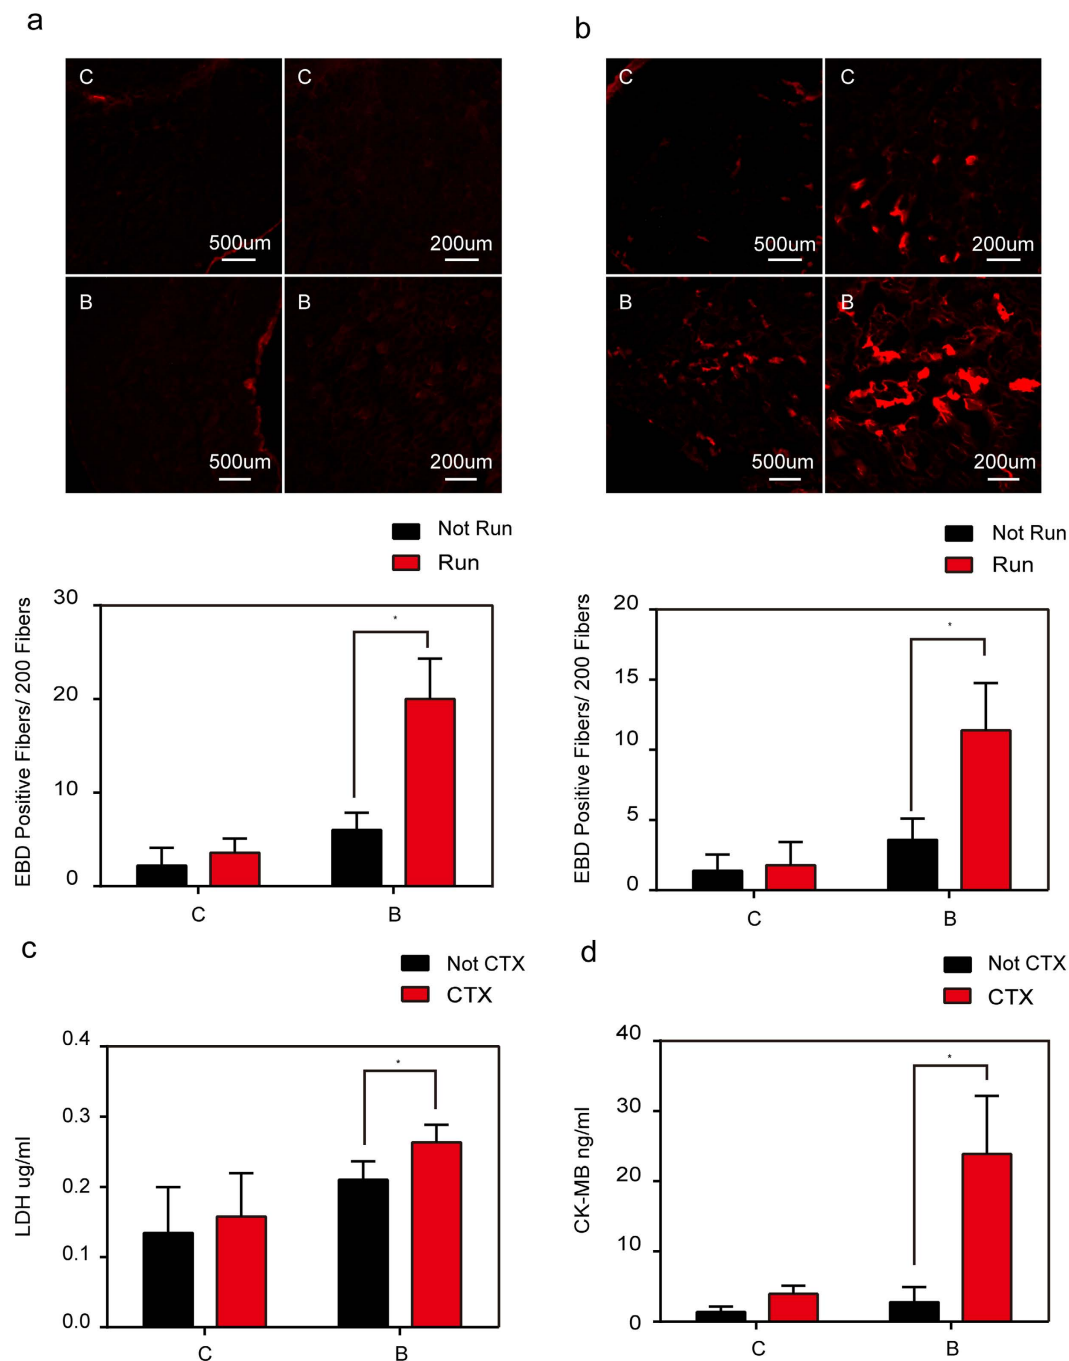 a
b
C
C
500um
200um
B
B
500um
200um
C
C
500um
200um
B
B
500um
200um
Not Run
Run
EBD Positive Fibers/ 200 Fibers
30
20
10
0
*
C
B
Not Run
Run
EBD Positive Fibers/ 200 Fibers
20
15
10
5
0
*
C
B
c
Not CTX
CTX
LDH ug/ml
0.4
0.3
0.2
0.1
0.0
*
C
B
d
Not CTX
CTX
CK-MB ng/ml
40
30
20
10
0
*
C
B